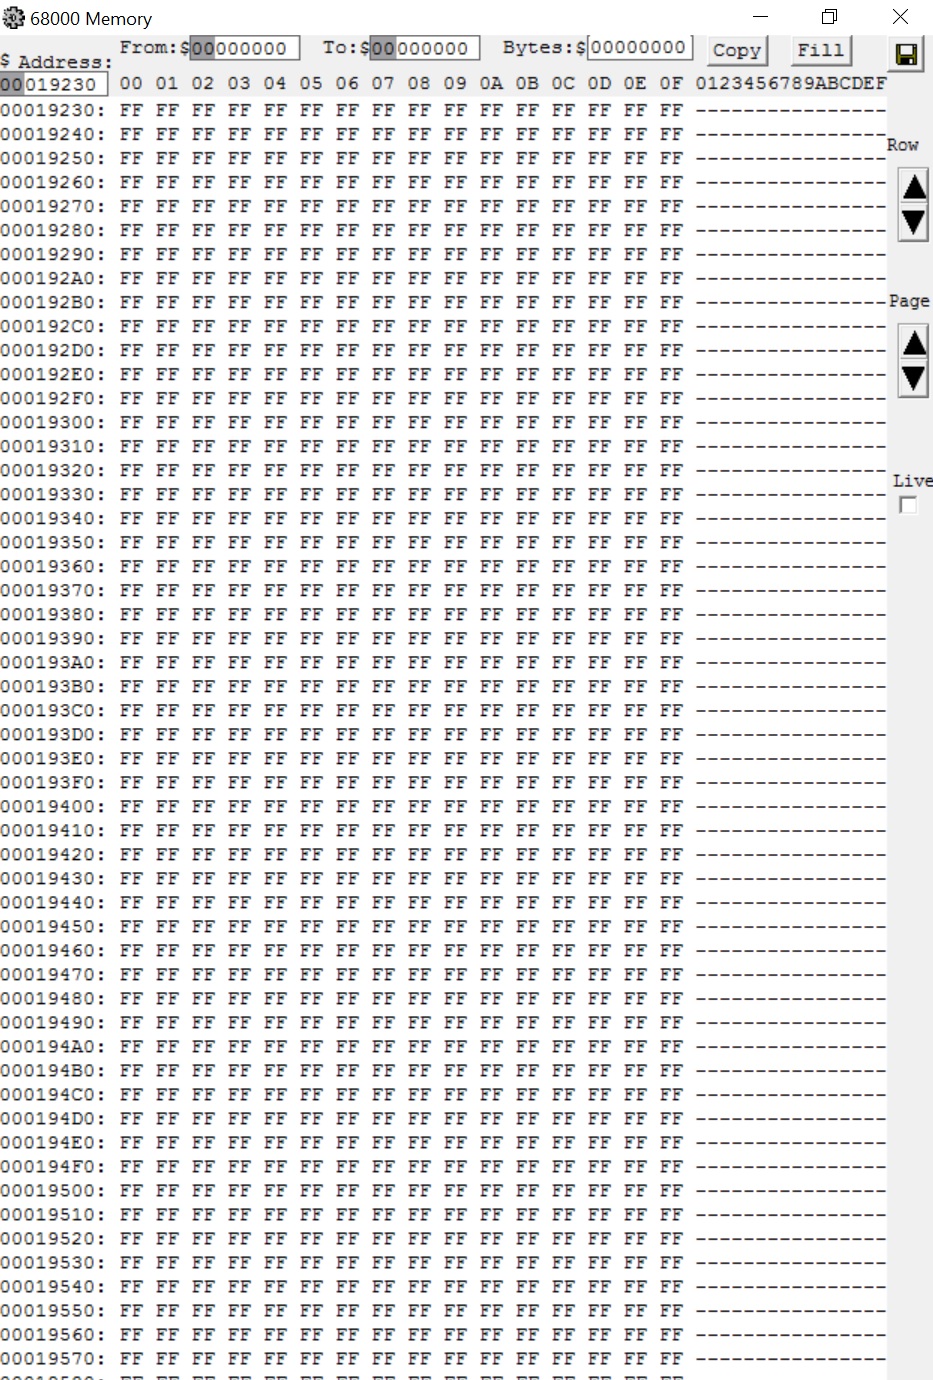 68000 Memory
From:$00000000 To:$00000000 Bytes:$00000000 Copy Fill
$ Address:
00019230 00 01 02 03 04 05 06 07 08 09 0A 0B 0C 0D 0E 0F 0123456789ABCDEF
00019230: FF FF FF FF FF FF FF FF FF FF FF FF FF FF FF FF ----------------
00019240: FF FF FF FF FF FF FF FF FF FF FF FF FF FF FF FF ----------------
Row
00019250: FF FF FF FF FF FF FF FF FF FF FF FF FF FF FF FF ----------------
00019260: FF FF FF FF FF FF FF FF FF FF FF FF FF FF FF FF ----------------
00019270: FF FF FF FF FF FF FF FF FF FF FF FF FF FF FF FF ----------------
00019280: FF FF FF FF FF FF FF FF FF FF FF FF FF FF FF FF ----------------
00019290: FF FF FF FF FF FF FF FF FF FF FF FF FF FF FF FF ----------------
000192A0: FF FF FF FF FF FF FF FF FF FF FF FF FF FF FF FF ----------------
000192B0: FF FF FF FF FF FF FF FF FF FF FF FF FF FF FF FF ----------------
Page
000192C0: FF FF FF FF FF FF FF FF FF FF FF FF FF FF FF FF ----------------
000192D0: FF FF FF FF FF FF FF FF FF FF FF FF FF FF FF FF ----------------
000192E0: FF FF FF FF FF FF FF FF FF FF FF FF FF FF FF FF ----------------
000192F0: FF FF FF FF FF FF FF FF FF FF FF FF FF FF FF FF ----------------
00019300: FF FF FF FF FF FF FF FF FF FF FF FF FF FF FF FF ----------------
00019310: FF FF FF FF FF FF FF FF FF FF FF FF FF FF FF FF ----------------
00019320: FF FF FF FF FF FF FF FF FF FF FF FF FF FF FF FF ----------------
Live
00019330: FF FF FF FF FF FF FF FF FF FF FF FF FF FF FF FF ----------------
00019340: FF FF FF FF FF FF FF FF FF FF FF FF FF FF FF FF ----------------
00019350: FF FF FF FF FF FF FF FF FF FF FF FF FF FF FF FF ----------------
00019360: FF FF FF FF FF FF FF FF FF FF FF FF FF FF FF FF ----------------
00019370: FF FF FF FF FF FF FF FF FF FF FF FF FF FF FF FF ----------------
00019380: FF FF FF FF FF FF FF FF FF FF FF FF FF FF FF FF ----------------
00019390: FF FF FF FF FF FF FF FF FF FF FF FF FF FF FF FF ----------------
000193A0: FF FF FF FF FF FF FF FF FF FF FF FF FF FF FF FF ----------------
000193B0: FF FF FF FF FF FF FF FF FF FF FF FF FF FF FF FF ----------------
000193C0: FF FF FF FF FF FF FF FF FF FF FF FF FF FF FF FF ----------------
000193D0: FF FF FF FF FF FF FF FF FF FF FF FF FF FF FF FF ----------------
000193E0: FF FF FF FF FF FF FF FF FF FF FF FF FF FF FF FF ----------------
000193F0: FF FF FF FF FF FF FF FF FF FF FF FF FF FF FF FF ----------------
00019400: FF FF FF FF FF FF FF FF FF FF FF FF FF FF FF FF ----------------
00019410: FF FF FF FF FF FF FF FF FF FF FF FF FF FF FF FF ----------------
00019420: FF FF FF FF FF FF FF FF FF FF FF FF FF FF FF FF ----------------
00019430: FF FF FF FF FF FF FF FF FF FF FF FF FF FF FF FF ----------------
00019440: FF FF FF FF FF FF FF FF FF FF FF FF FF FF FF FF ----------------
00019450: FF FF FF FF FF FF FF FF FF FF FF FF FF FF FF FF ----------------
00019460: FF FF FF FF FF FF FF FF FF FF FF FF FF FF FF FF ----------------
00019470: FF FF FF FF FF FF FF FF FF FF FF FF FF FF FF FF ----------------
00019480: FF FF FF FF FF FF FF FF FF FF FF FF FF FF FF FF ----------------
00019490: FF FF FF FF FF FF FF FF FF FF FF FF FF FF FF FF ----------------
000194A0: FF FF FF FF FF FF FF FF FF FF FF FF FF FF FF FF ----------------
000194B0: FF FF FF FF FF FF FF FF FF FF FF FF FF FF FF FF ----------------
000194C0: FF FF FF FF FF FF FF FF FF FF FF FF FF FF FF FF ----------------
000194D0: FF FF FF FF FF FF FF FF FF FF FF FF FF FF FF FF ----------------
000194E0: FF FF FF FF FF FF FF FF FF FF FF FF FF FF FF FF ----------------
000194F0: FF FF FF FF FF FF FF FF FF FF FF FF FF FF FF FF ----------------
00019500: FF FF FF FF FF FF FF FF FF FF FF FF FF FF FF FF ----------------
00019510: FF FF FF FF FF FF FF FF FF FF FF FF FF FF FF FF ----------------
00019520: FF FF FF FF FF FF FF FF FF FF FF FF FF FF FF FF ----------------
00019530: FF FF FF FF FF FF FF FF FF FF FF FF FF FF FF FF ----------------
00019540: FF FF FF FF FF FF FF FF FF FF FF FF FF FF FF FF ----------------
00019550: FF FF FF FF FF FF FF FF FF FF FF FF FF FF FF FF ----------------
00019560: FF FF FF FF FF FF FF FF FF FF FF FF FF FF FF FF ----------------
00019570: FF FF FF FF FF FF FF FF FF FF FF FF FF FF FF FF ----------------